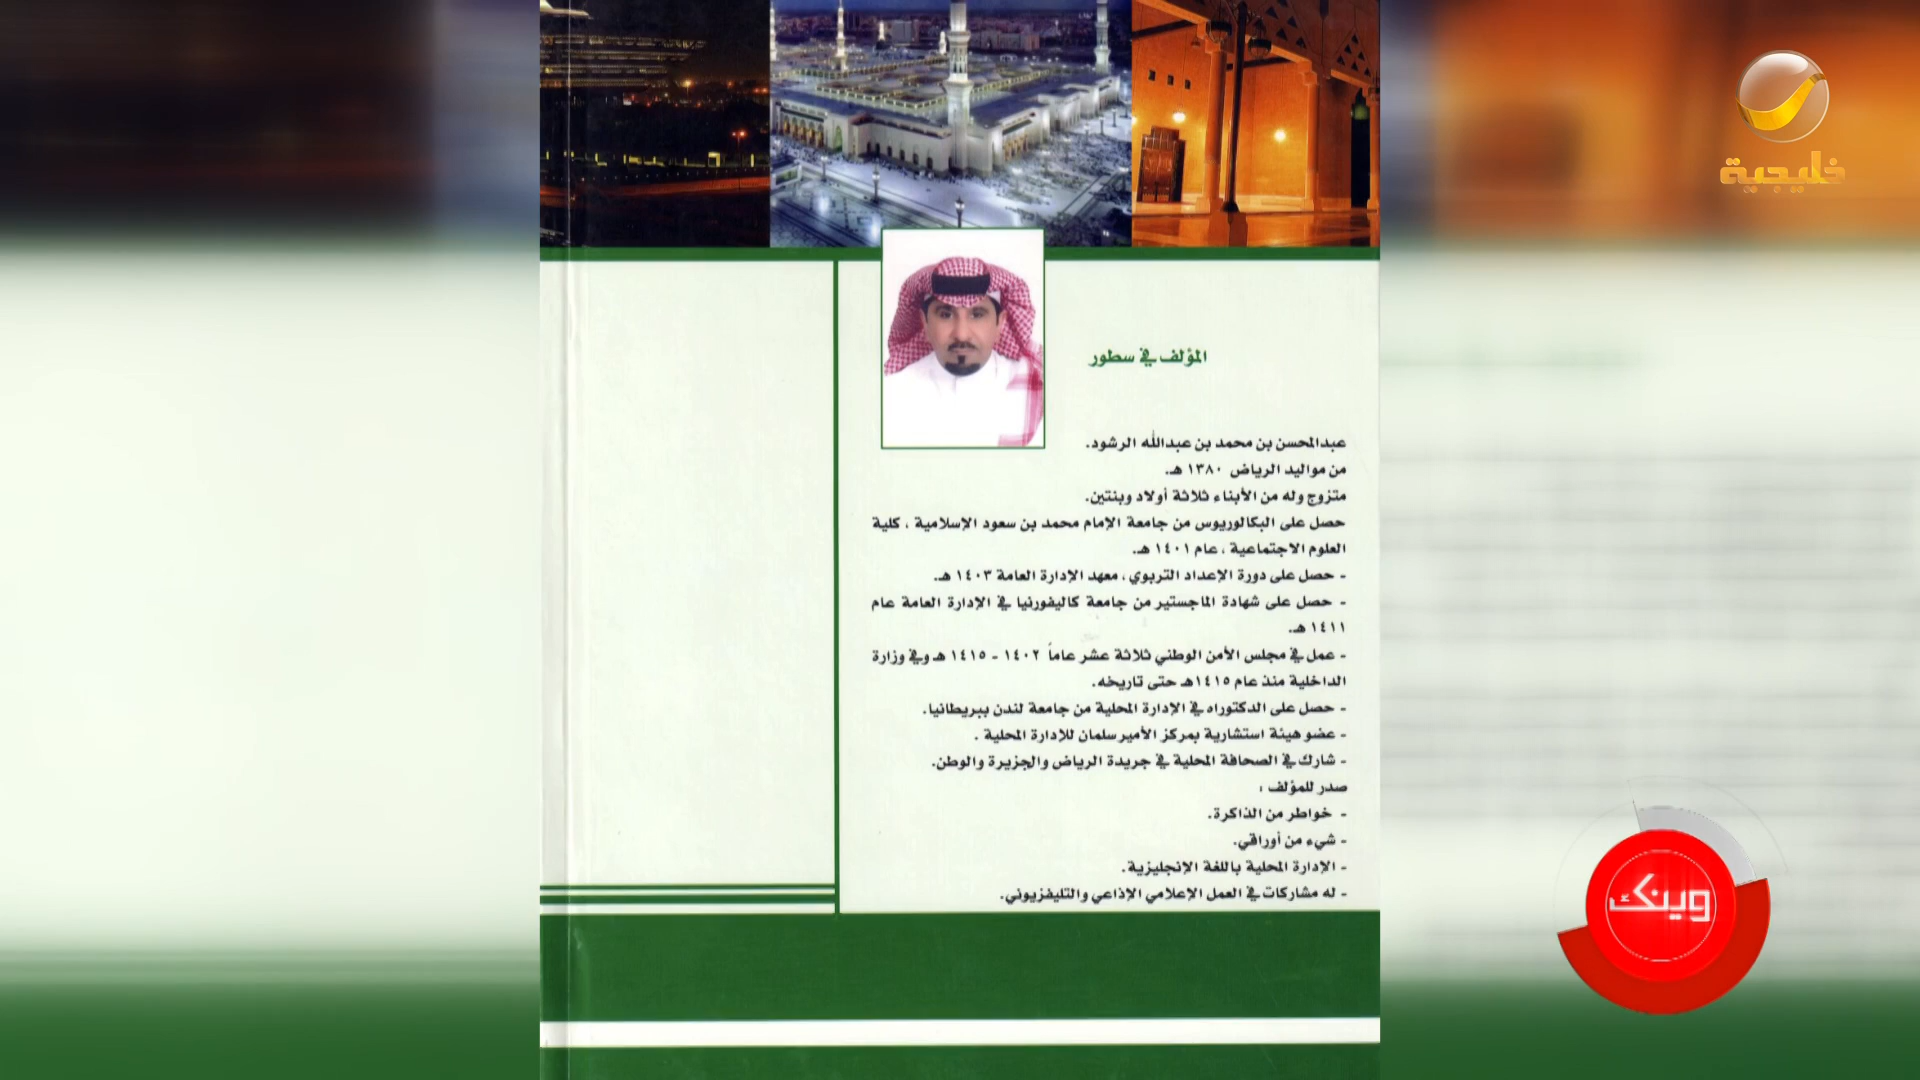 خليجية
المؤلف في سطور
عبدالمحسن بن محمد بن عبدالله الرشود.
من مواليد الرياض ١٣٨٠ هـ.
متزوج وله من الأبناء ثلاثة أولاد وبنتين.
حصل على البكالوريوس من جامعة الإمام محمد بن سعود الإسلامية ، كلية
العلوم الاجتماعية ، عام ١٤٠١ هـ.
- حصل على دورة الإعداد التربوي ، معهد الإدارة العامة ١٤٠٣ هـ.
- حصل على شهادة الماجستير من جامعة كاليفورنيا في الإدارة العامة عام
١٤١١ هـ.
- عمل في مجلس الأمن الوطني ثلاثة عشر عاماً ١٤٠٢ - ١٤١٥ هـ وفي وزارة
الداخلية منذ عام ١٤١٥هـ حتى تاريخه.
- حصل على الدكتوراه في الإدارة المحلية من جامعة لندن ببريطانيا.
- عضو هيئة استشارية بمركز الأمير سلمان للإدارة المحلية .
- شارك في الصحافة المحلية في جريدة الرياض والجزيرة والوطن.
صدر للمؤلف :
- خواطر من الذاكرة.
- شيء من أوراقي.
- الإدارة المحلية باللغة الإنجليزية.
- له مشاركات في العمل الإعلامي الإذاعي والتليفزيوني.
وينك